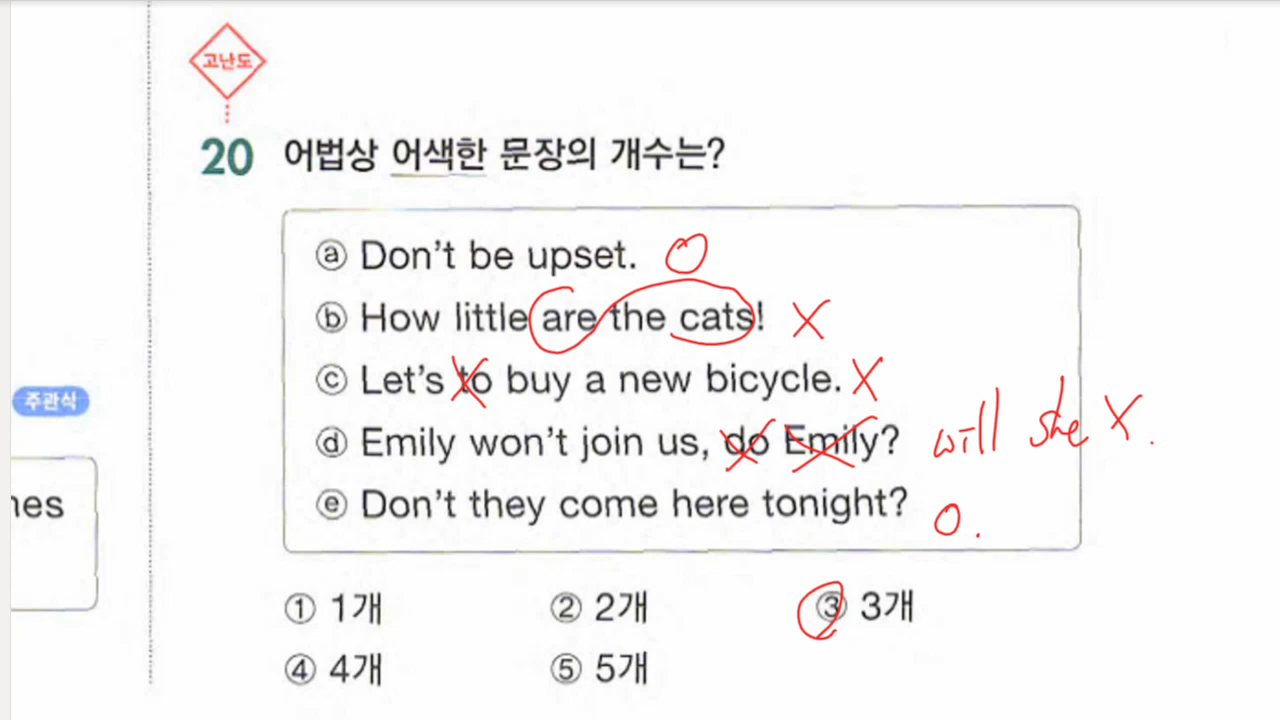 고난도
20 어법상 어색한 문장의 개수는?
ⓐ Don't be upset. O
ⓑ How little are the cats! X
ⓒ Let's to buy a new bicycle. X
주관식
ⓓ Emily won't join us, do Emily? will she X.
nes
ⓔ Don't they come here tonight? O.
① 1개 ② 2개 ③ 3개
④ 4개 ⑤ 5개